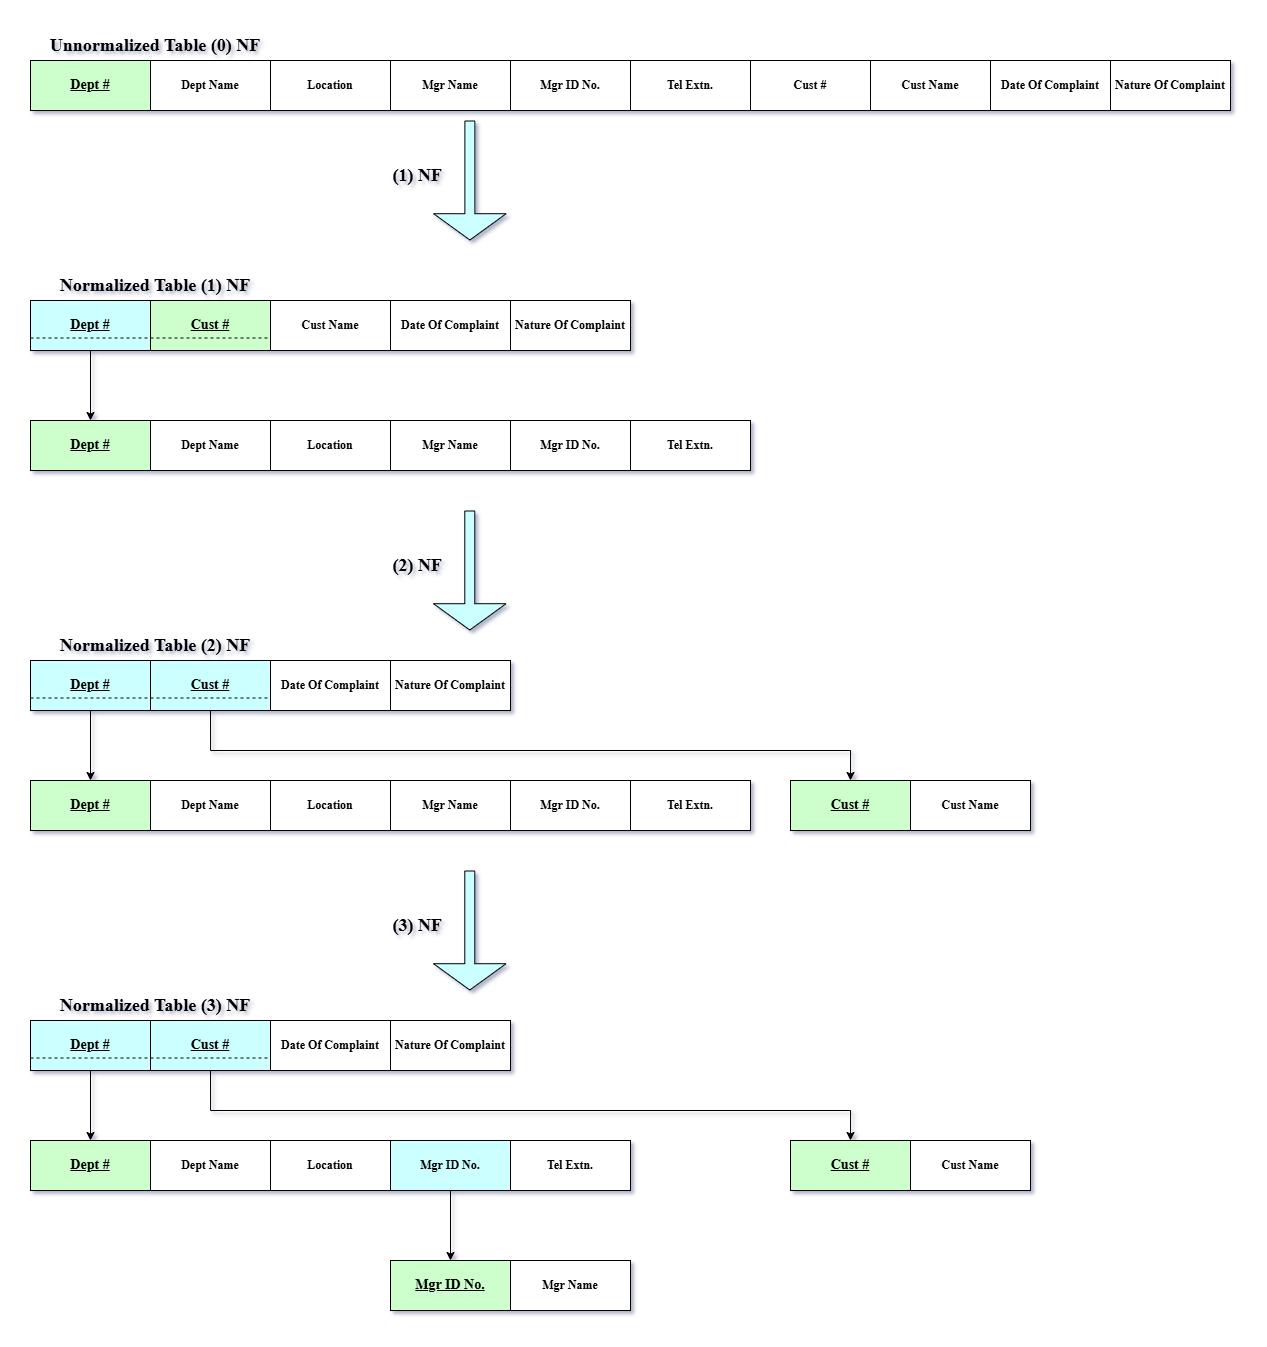 Unnormalized Table (0) NF
Dept # Dept Name Location Mgr Name Mgr ID No. Tel Extn. Cust # Cust Name Date Of Complaint Nature Of Complaint
(1) NF
Normalized Table (1) NF
Dept # Cust # Cust Name Date Of Complaint Nature Of Complaint
Dept # Dept Name Location Mgr Name Mgr ID No. Tel Extn.
(2) NF
Normalized Table (2) NF
Dept # Cust # Date Of Complaint Nature Of Complaint
Dept # Dept Name Location Mgr Name Mgr ID No. Tel Extn. Cust # Cust Name
(3) NF
Normalized Table (3) NF
Dept # Cust # Date Of Complaint Nature Of Complaint
Dept # Dept Name Location Mgr ID No. Tel Extn. Cust # Cust Name
Mgr ID No. Mgr Name